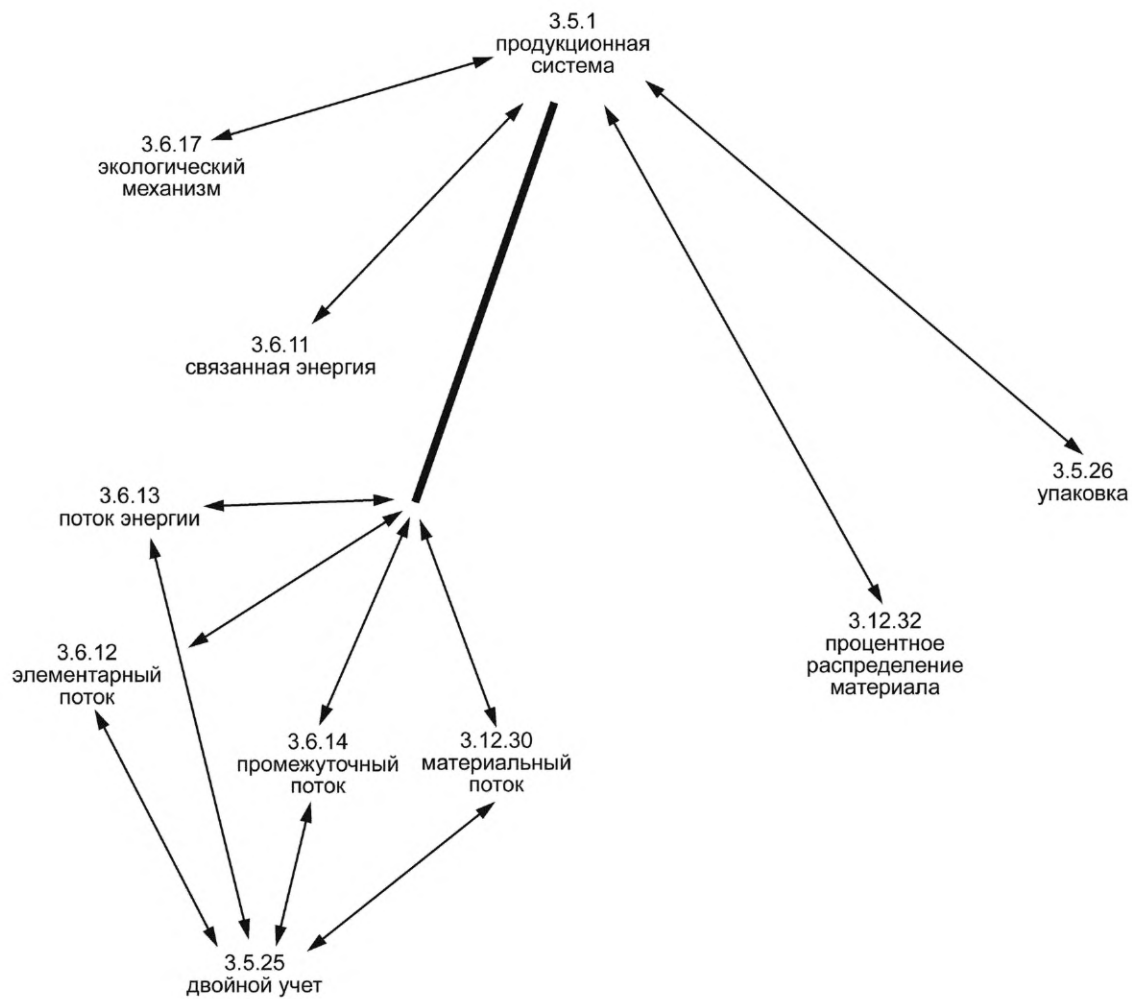 3.5.1
продукционная
система
3.6.17
экологический
механизм
3.6.11
связанная энергия
3.5.26
упаковка
3.6.13
поток энергии
3.12.32
процентное
распределение
материала
3.6.12
элементарный
поток
3.6.14
промежуточный
поток
3.12.30
материальный
поток
3.5.25
двойной учет